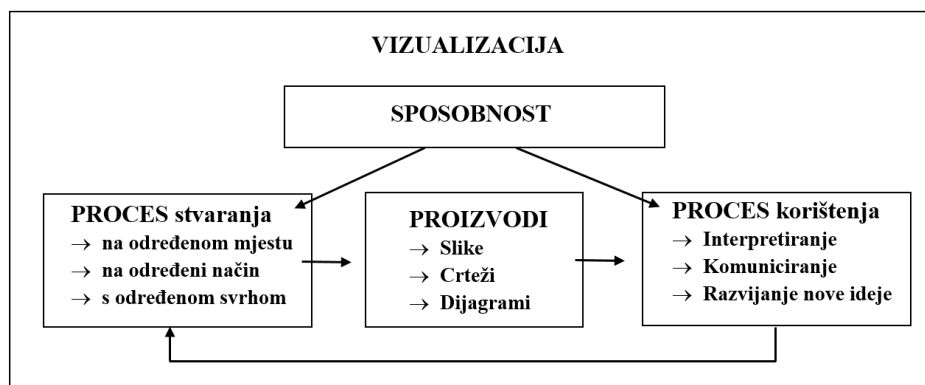 VIZUALIZACIJA
SPOSOBNOST
PROCES stvaranja
→ na određenom mjestu
→ na određeni način
→ s određenom svrhom
PROIZVODI
→ Slike
→ Crteži
→ Dijagrami
PROCES korištenja
→ Interpretiranje
→ Komuniciranje
→ Razvijanje nove ideje